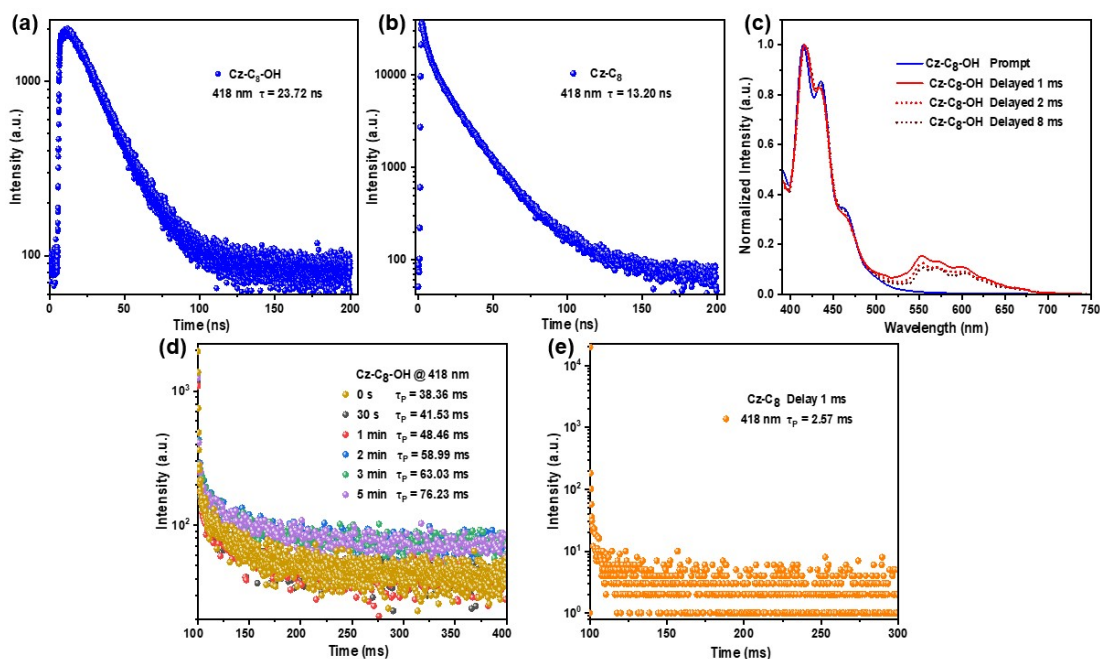 (a)
Cz-C₈-OH
418 nm τ = 23.72 ns
1000
100
Intensity (a.u.)
0 50 100 150 200
Time (ns)
(b)
Cz-C₈
418 nm τ = 13.20 ns
10000
1000
100
Intensity (a.u.)
0 50 100 150 200
Time (ns)
(c)
Cz-C₈-OH Prompt
Cz-C₈-OH Delayed 1 ms
Cz-C₈-OH Delayed 2 ms
Cz-C₈-OH Delayed 8 ms
1.0
0.8
0.6
0.4
0.2
0.0
Normalized Intensity (a.u.)
400 450 500 550 600 650 700 750
Wavelength (nm)
(d)
Cz-C₈-OH @ 418 nm
0 s τP = 38.36 ms
30 s τP = 41.53 ms
1 min τP = 48.46 ms
2 min τP = 58.99 ms
3 min τP = 63.03 ms
5 min τP = 76.23 ms
10³
10²
Intensity (a.u.)
100 150 200 250 300 350 400
Time (ms)
(e)
Cz-C₈ Delay 1 ms
418 nm τP = 2.57 ms
10⁴
10³
10²
10¹
10⁰
Intensity (a.u.)
100 150 200 250 300
Time (ms)